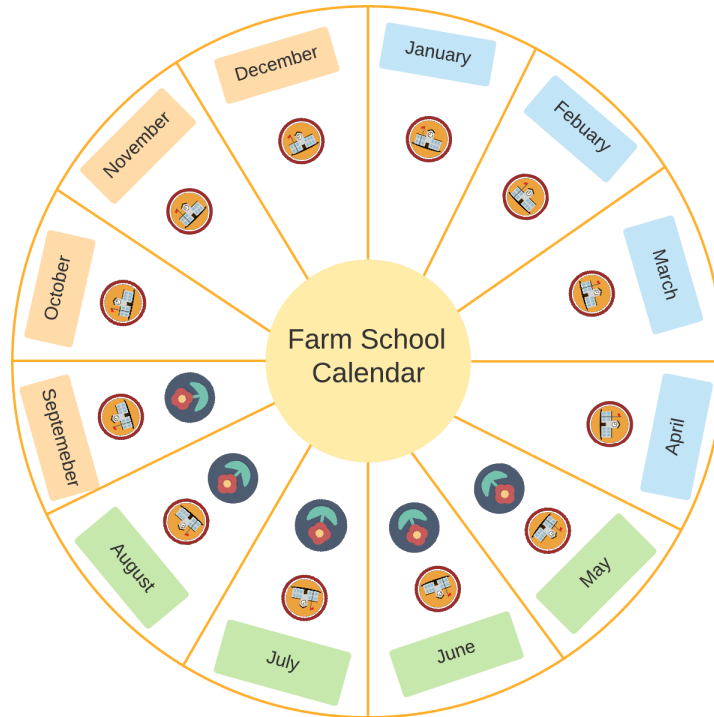 Farm School
Calendar
January
Febuary
March
April
May
June
July
August
Septemeber
October
November
December